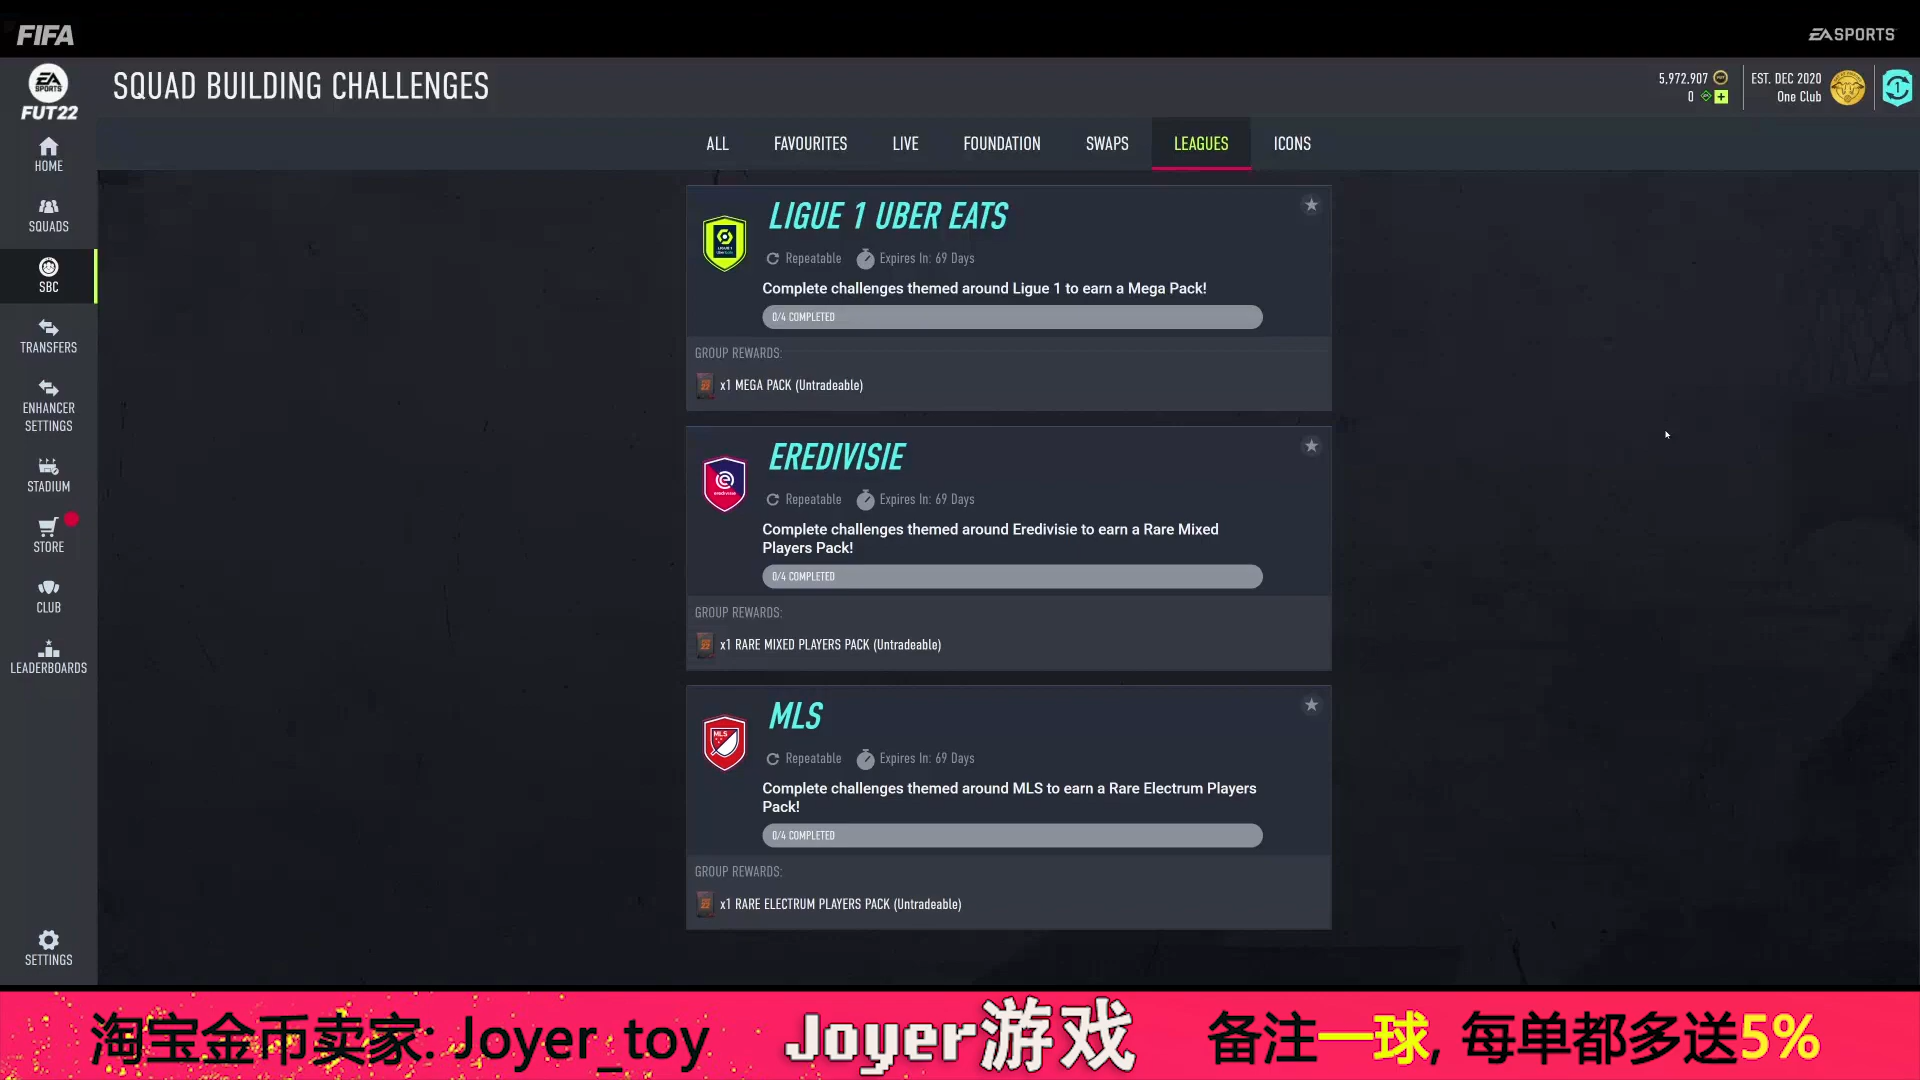 FIFA
EA SPORTS
EA SPORTS
FUT22
SQUAD BUILDING CHALLENGES
5,972.907
0
EST. DEC 2020
One Club
1
HOME
SQUADS
SBC
TRANSFERS
ENHANCER
SETTINGS
STADIUM
STORE
CLUB
LEADERBOARDS
SETTINGS
ALL FAVOURITES LIVE FOUNDATION SWAPS LEAGUES ICONS
LIGUE 1 UBER EATS
Repeatable Expires In: 69 Days
Complete challenges themed around Ligue 1 to earn a Mega Pack!
0/4 COMPLETED
GROUP REWARDS:
x1 MEGA PACK (Untradeable)
EREDIVISIE
Repeatable Expires In: 69 Days
Complete challenges themed around Eredivisie to earn a Rare Mixed
Players Pack!
0/4 COMPLETED
GROUP REWARDS:
x1 RARE MIXED PLAYERS PACK (Untradeable)
MLS
MLS
Repeatable Expires In: 69 Days
Complete challenges themed around MLS to earn a Rare Electrum Players
Pack!
0/4 COMPLETED
GROUP REWARDS:
x1 RARE ELECTRUM PLAYERS PACK (Untradeable)
淘宝金币卖家: Joyer_toy
Joyer游戏
备注一球, 每单都多送5%